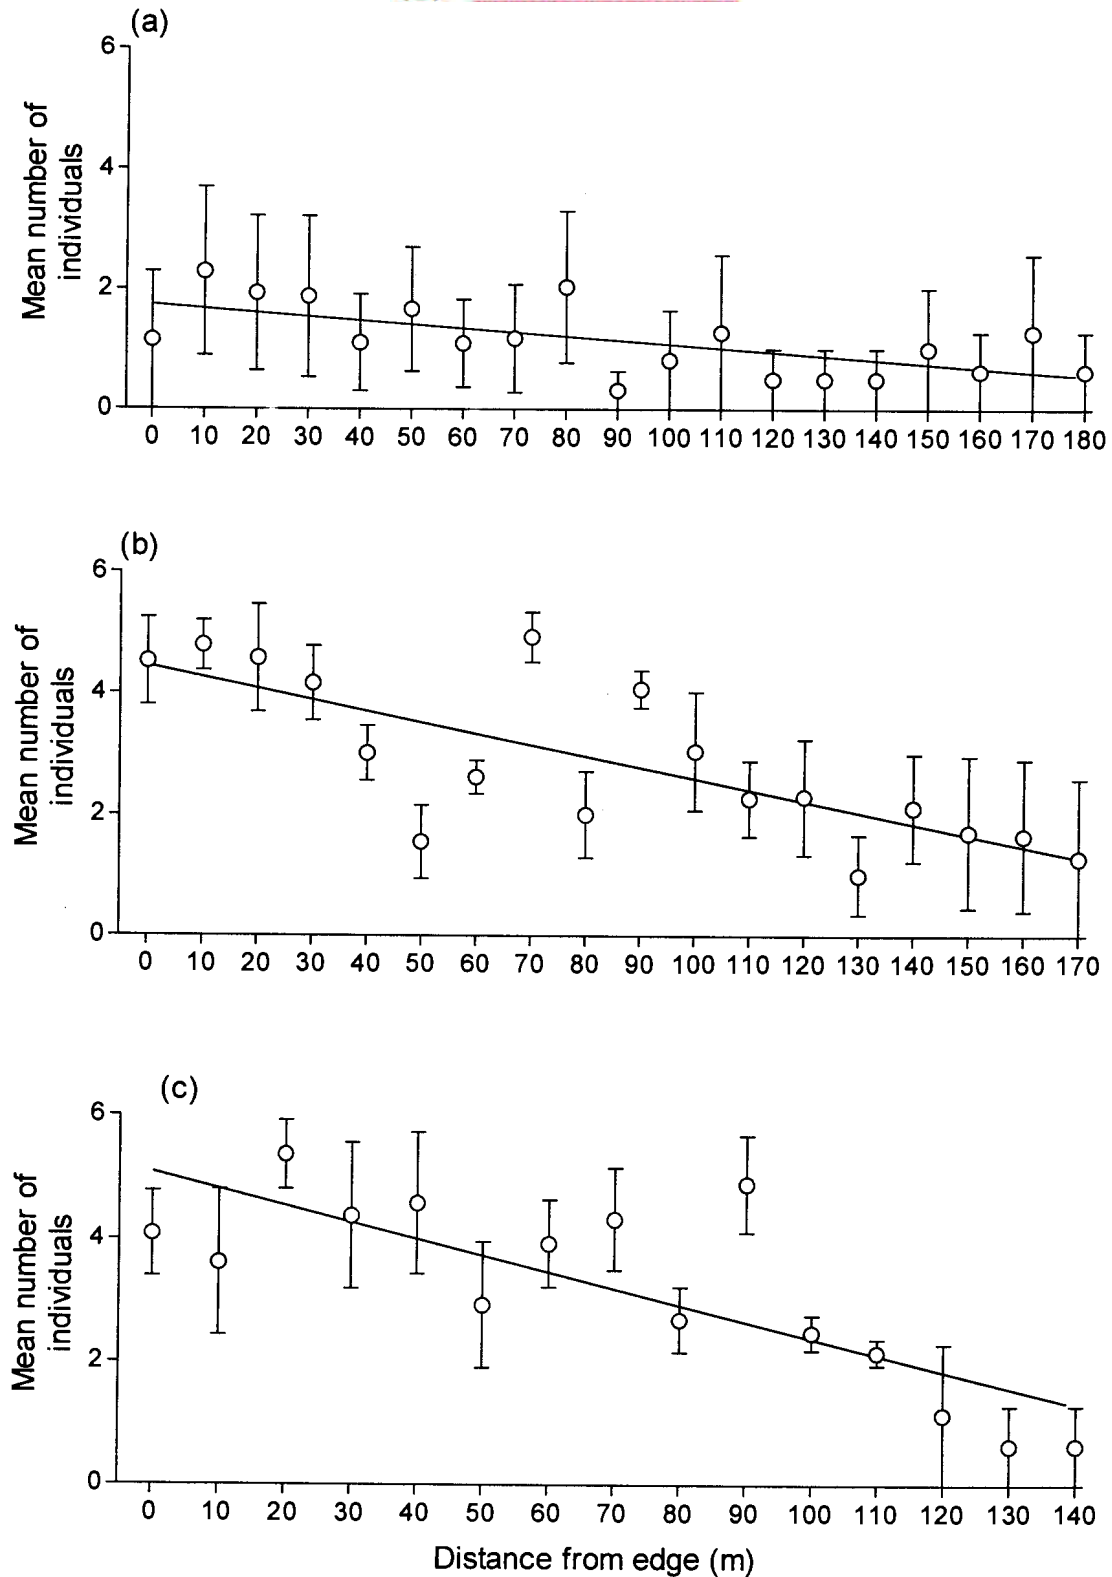 (a)
6
4
2
0
Mean number of
individuals
0 10 20 30 40 50 60 70 80 90 100 110 120 130 140 150 160 170 180
(b)
6
4
2
0
Mean number of
individuals
0 10 20 30 40 50 60 70 80 90 100 110 120 130 140 150 160 170
(c)
6
4
2
0
Mean number of
individuals
0 10 20 30 40 50 60 70 80 90 100 110 120 130 140
Distance from edge (m)